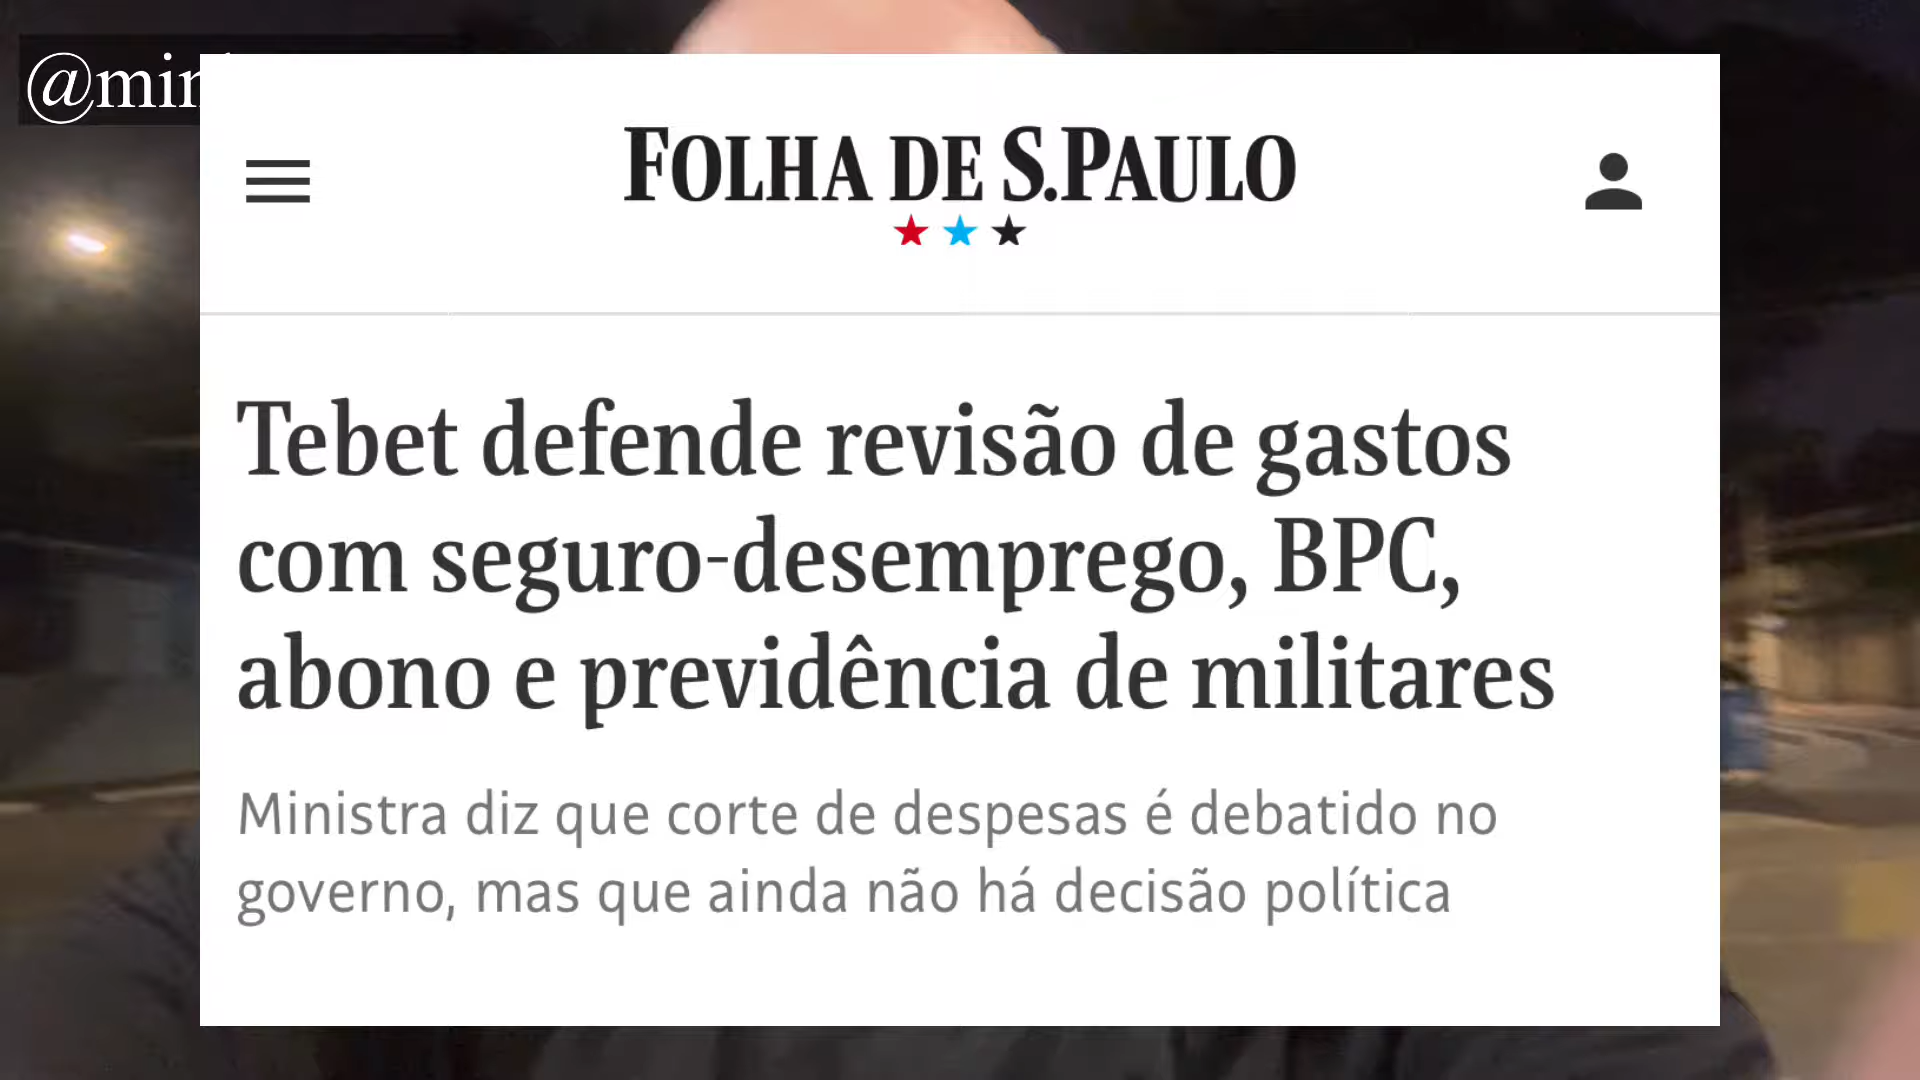 FOLHA DE S.PAULO
Tebet defende revisão de gastos
com seguro-desemprego, BPC,
abono e previdência de militares
Ministra diz que corte de despesas é debatido no
governo, mas que ainda não há decisão política